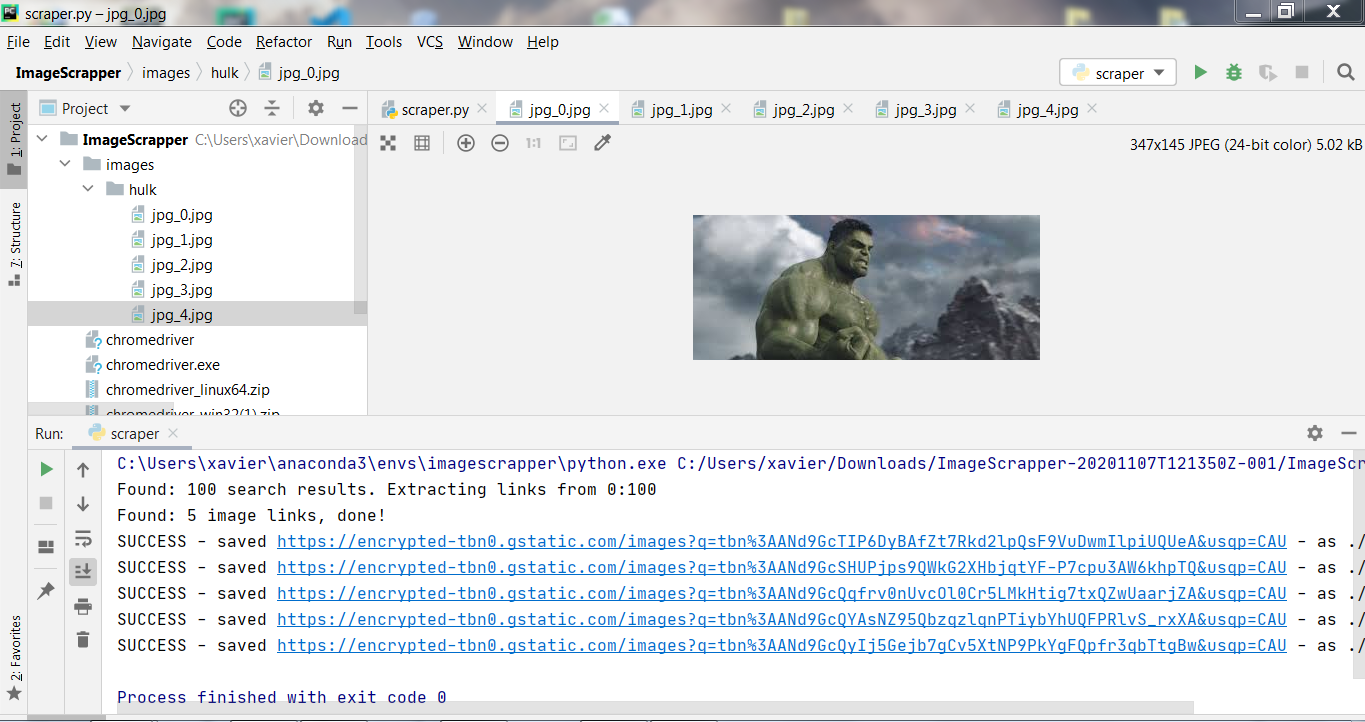 scraper.py – jpg_0.jpg
File Edit View Navigate Code Refactor Run Tools VCS Window Help
ImageScrapper images hulk jpg_0.jpg scraper
1: Project
Project
scraper.py jpg_0.jpg jpg_1.jpg jpg_2.jpg jpg_3.jpg jpg_4.jpg
ImageScrapper C:\Users\xavier\Download
1:1 347x145 JPEG (24-bit color) 5.02 kB
images
hulk
jpg_0.jpg
jpg_1.jpg
jpg_2.jpg
jpg_3.jpg
jpg_4.jpg
chromedriver
chromedriver.exe
chromedriver_linux64.zip
chromedriver_win32(1).zip
7: Structure
2: Favorites
Run: scraper
C:\Users\xavier\anaconda3\envs\imagescrapper\python.exe C:/Users/xavier/Downloads/ImageScrapper-20201107T121350Z-001/ImageScr
Found: 100 search results. Extracting links from 0:100
Found: 5 image links, done!
SUCCESS - saved https://encrypted-tbn0.gstatic.com/images?q=tbn%3AANd9GcTIP6DyBAfZt7Rkd2lpQsF9VuDwmIlpiUQUeA&usqp=CAU - as ./
SUCCESS - saved https://encrypted-tbn0.gstatic.com/images?q=tbn%3AANd9GcSHUPjps9QWkG2XHbjqtYF-P7cpu3AW6khpTQ&usqp=CAU - as ./
SUCCESS - saved https://encrypted-tbn0.gstatic.com/images?q=tbn%3AANd9GcQqfrv0nUvcOl0Cr5LMkHtig7txQZwUaarjZA&usqp=CAU - as ./
SUCCESS - saved https://encrypted-tbn0.gstatic.com/images?q=tbn%3AANd9GcQYAsNZ95QbzqzlqnPTiybYhUQFPRlvS_rxXA&usqp=CAU - as ./
SUCCESS - saved https://encrypted-tbn0.gstatic.com/images?q=tbn%3AANd9GcQyIj5Gejb7gCv5XtNP9PkYgFQpfr3qbTtgBw&usqp=CAU - as ./
Process finished with exit code 0